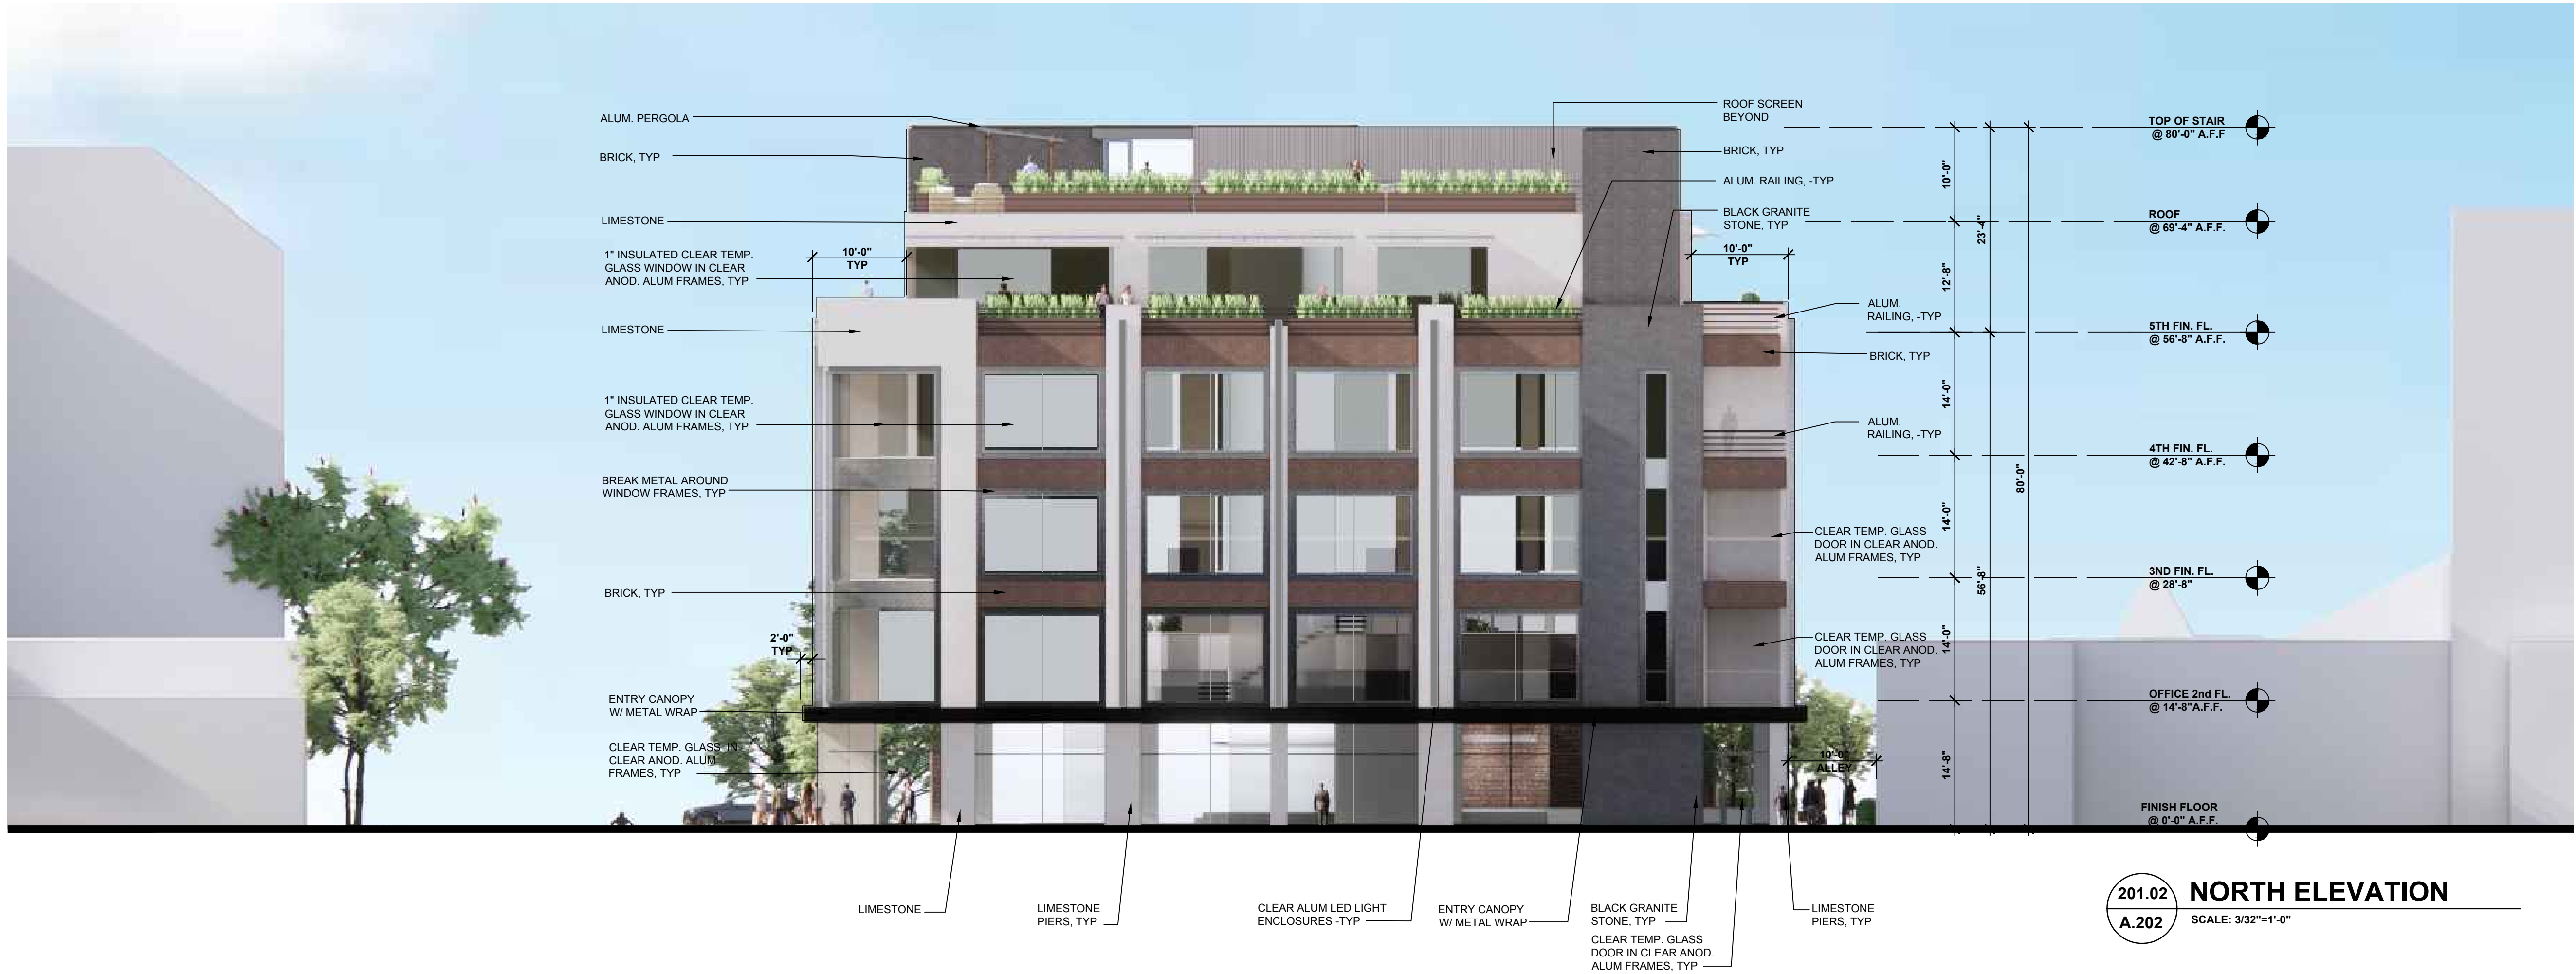 ALUM. PERGOLA
BRICK, TYP
LIMESTONE
1" INSULATED CLEAR TEMP.
GLASS WINDOW IN CLEAR
ANOD. ALUM FRAMES, TYP
10'-0"
TYP
LIMESTONE
1" INSULATED CLEAR TEMP.
GLASS WINDOW IN CLEAR
ANOD. ALUM FRAMES, TYP
BREAK METAL AROUND
WINDOW FRAMES, TYP
BRICK, TYP
2'-0"
TYP
ENTRY CANOPY
W/ METAL WRAP
CLEAR TEMP. GLASS IN
CLEAR ANOD. ALUM
FRAMES, TYP
ROOF SCREEN
BEYOND
BRICK, TYP
ALUM. RAILING, -TYP
BLACK GRANITE
STONE, TYP
10'-0"
TYP
ALUM.
RAILING, -TYP
BRICK, TYP
ALUM.
RAILING, -TYP
CLEAR TEMP. GLASS
DOOR IN CLEAR ANOD.
ALUM FRAMES, TYP
CLEAR TEMP. GLASS
DOOR IN CLEAR ANOD.
ALUM FRAMES, TYP
10'-0"
ALLEY
10'-0"
12'-8"
14'-0"
14'-0"
14'-0"
14'-8"
23'-4"
56'-8"
80'-0"
TOP OF STAIR
@ 80'-0" A.F.F
ROOF
@ 69'-4" A.F.F.
5TH FIN. FL.
@ 56'-8" A.F.F.
4TH FIN. FL.
@ 42'-8" A.F.F.
3ND FIN. FL.
@ 28'-8"
OFFICE 2nd FL.
@ 14'-8"A.F.F.
FINISH FLOOR
@ 0'-0" A.F.F.
LIMESTONE
LIMESTONE
PIERS, TYP
CLEAR ALUM LED LIGHT
ENCLOSURES -TYP
ENTRY CANOPY
W/ METAL WRAP
BLACK GRANITE
STONE, TYP
CLEAR TEMP. GLASS
DOOR IN CLEAR ANOD.
ALUM FRAMES, TYP
LIMESTONE
PIERS, TYP
201.02
A.202
NORTH ELEVATION
SCALE: 3/32"=1'-0"